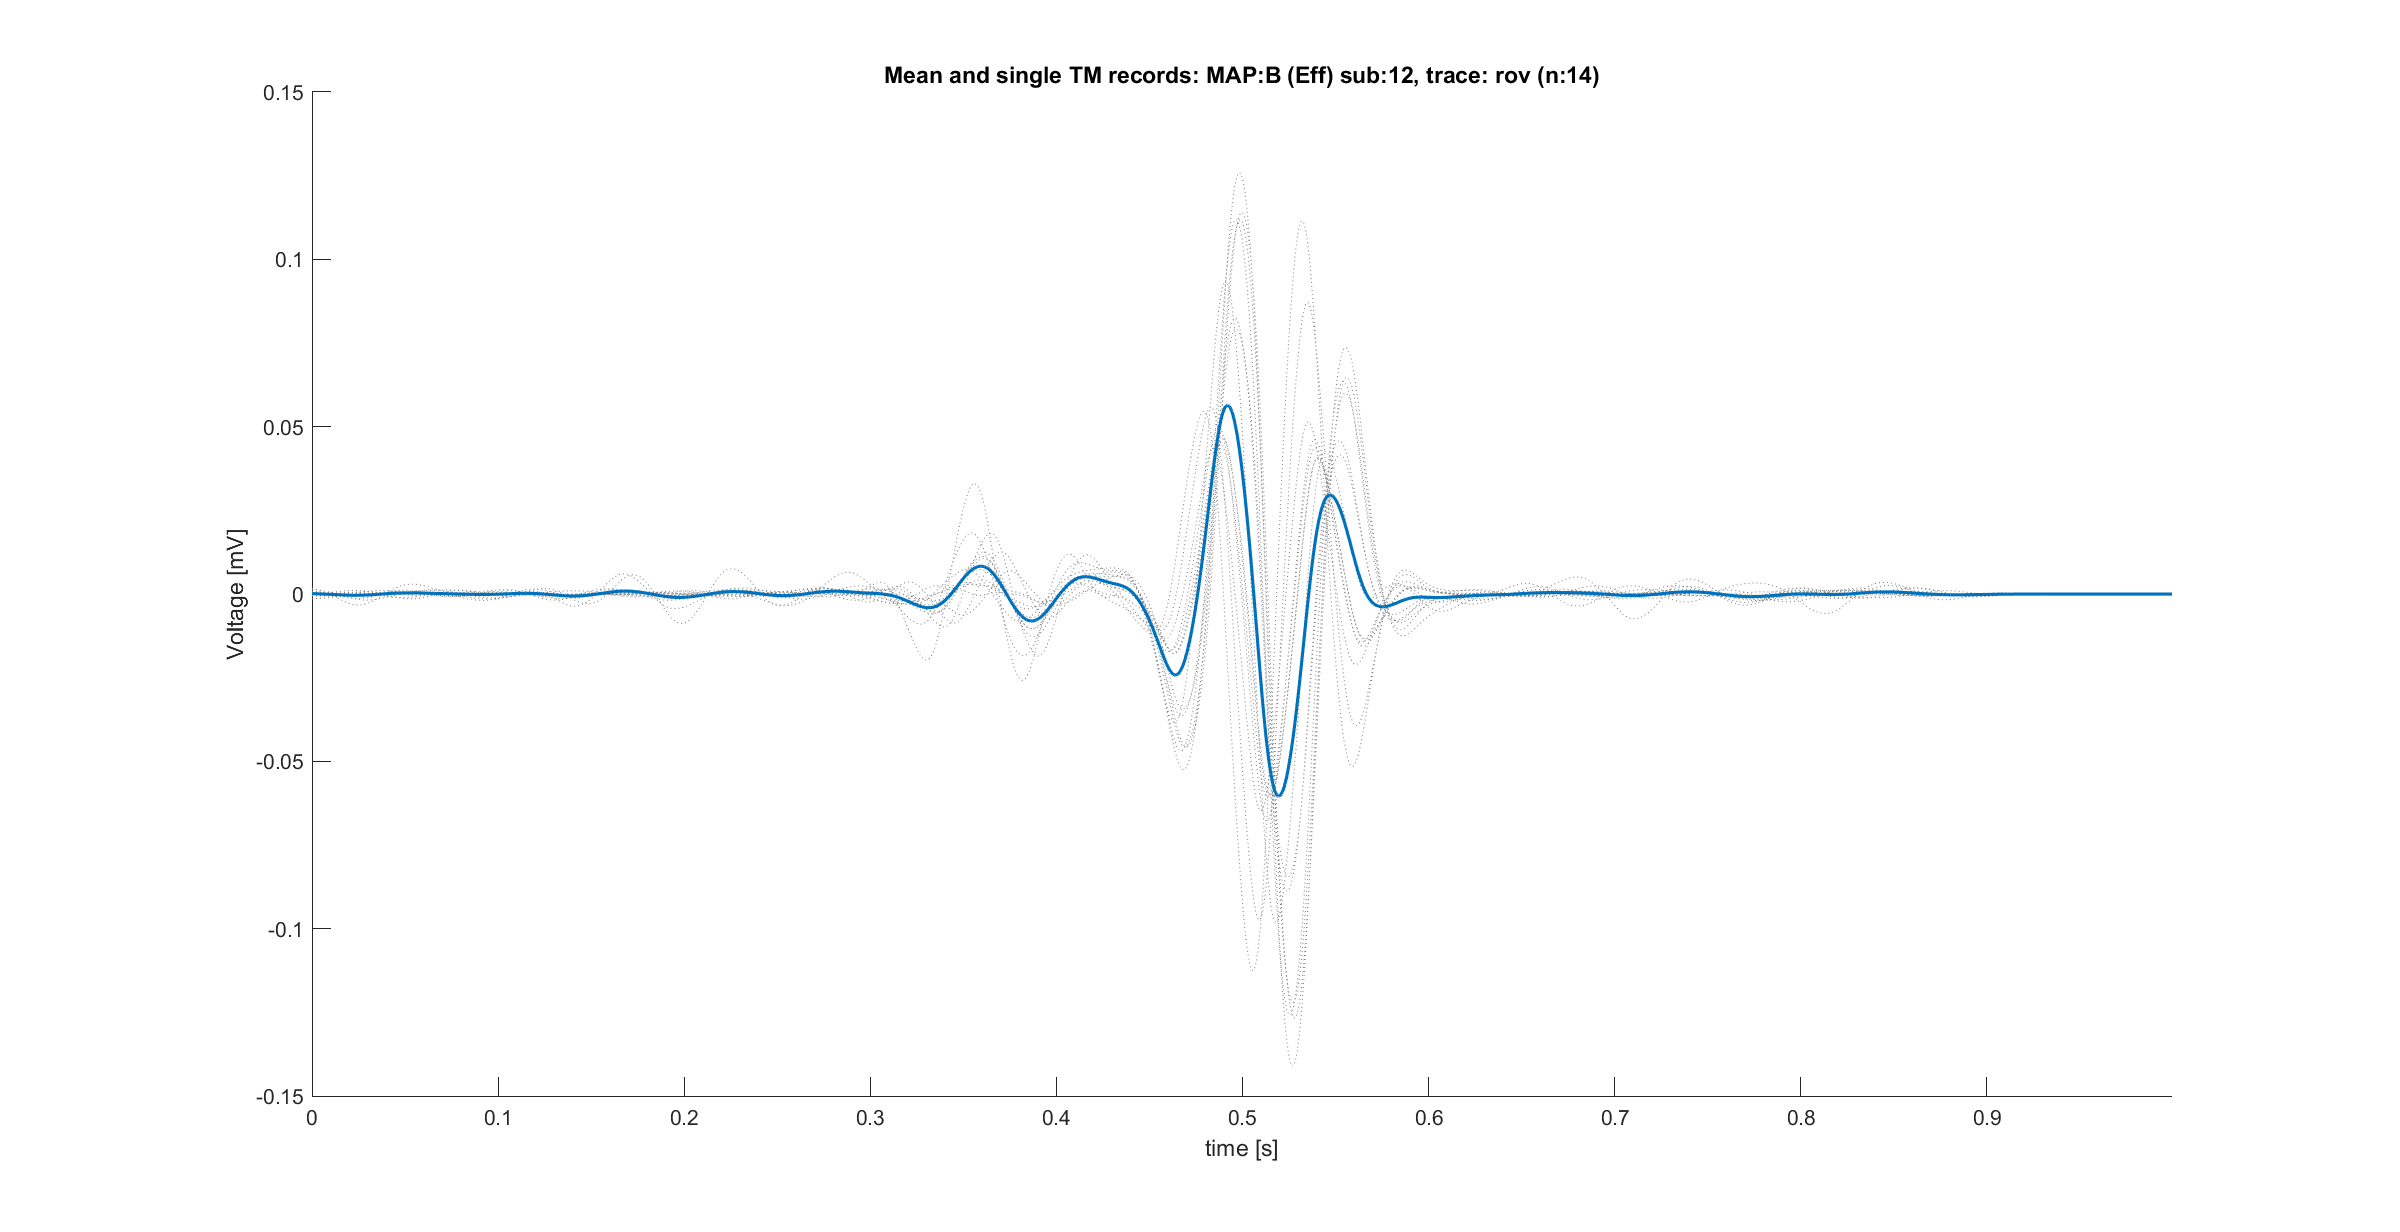 Mean and single TM records: MAP:B (Eff) sub:12, trace: rov (n:14)
0.15
0.1
0.05
0
-0.05
-0.1
-0.15
Voltage [mV]
0 0.1 0.2 0.3 0.4 0.5 0.6 0.7 0.8 0.9
time [s]